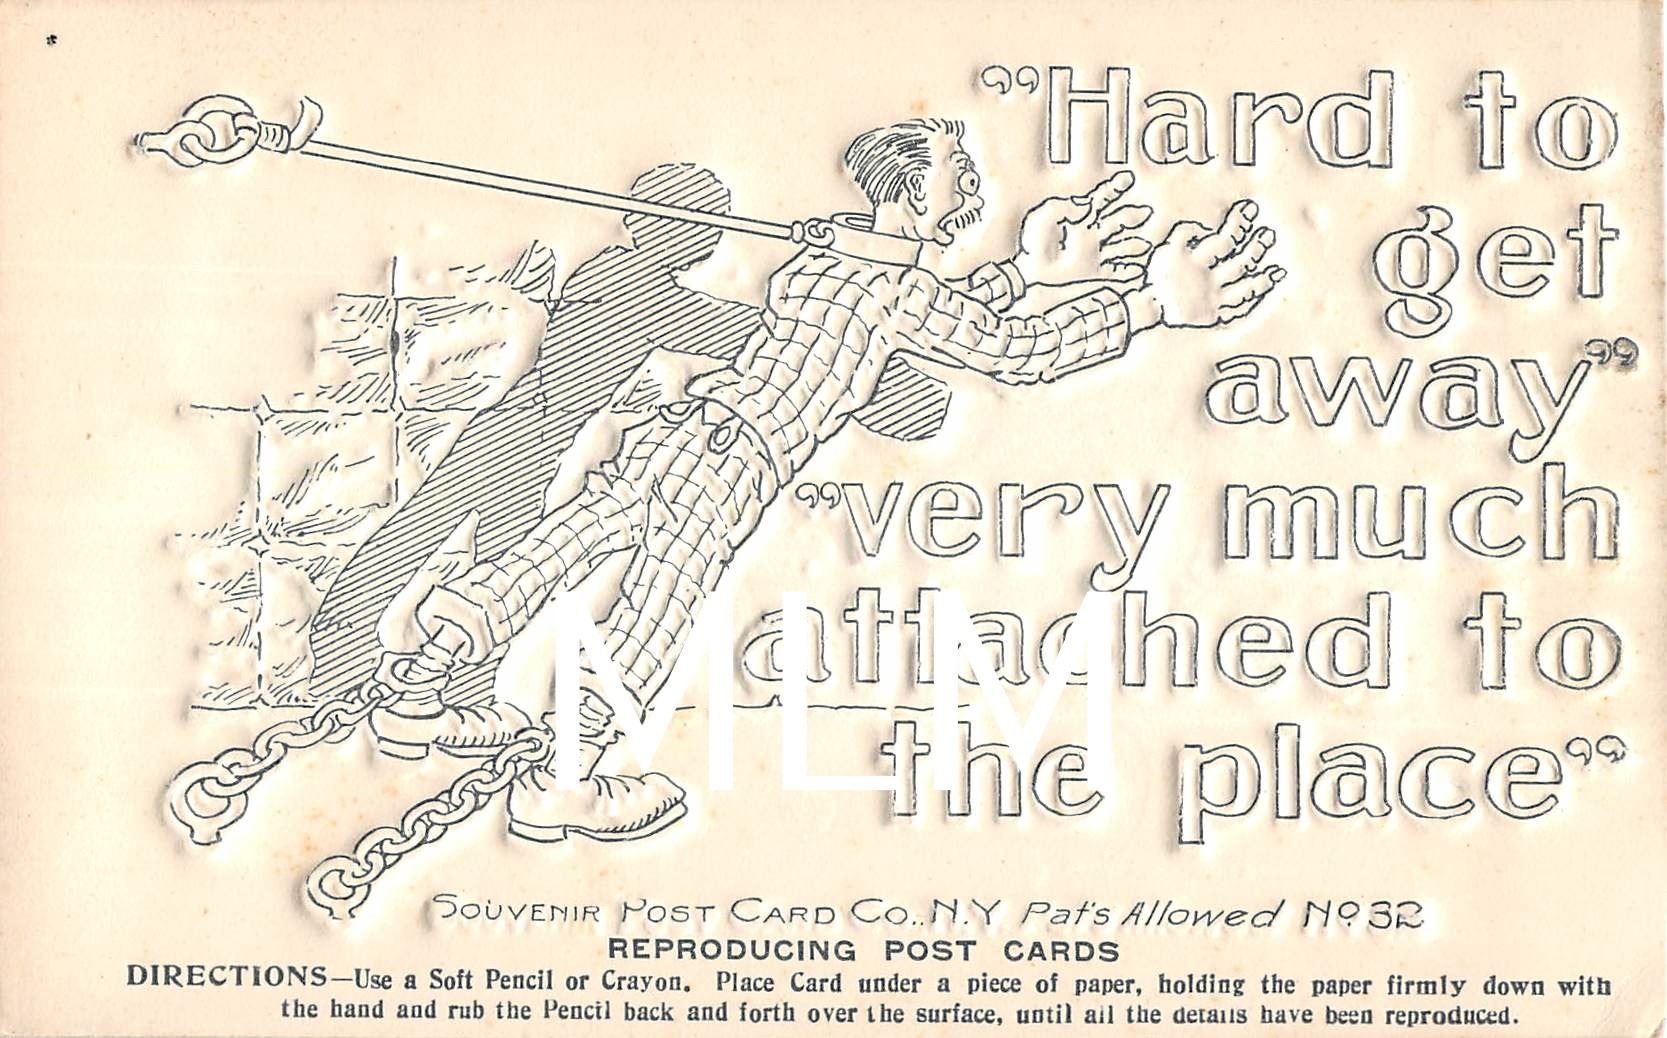 "Hard to
get
away"
"very much
attached to
the place"
MLM
SOUVENIR POST CARD CO., N.Y Pat's Allowed No 32
REPRODUCING POST CARDS
DIRECTIONS—Use a Soft Pencil or Crayon. Place Card under a piece of paper, holding the paper firmly down with
the hand and rub the Pencil back and forth over the surface, until all the details have been reproduced.